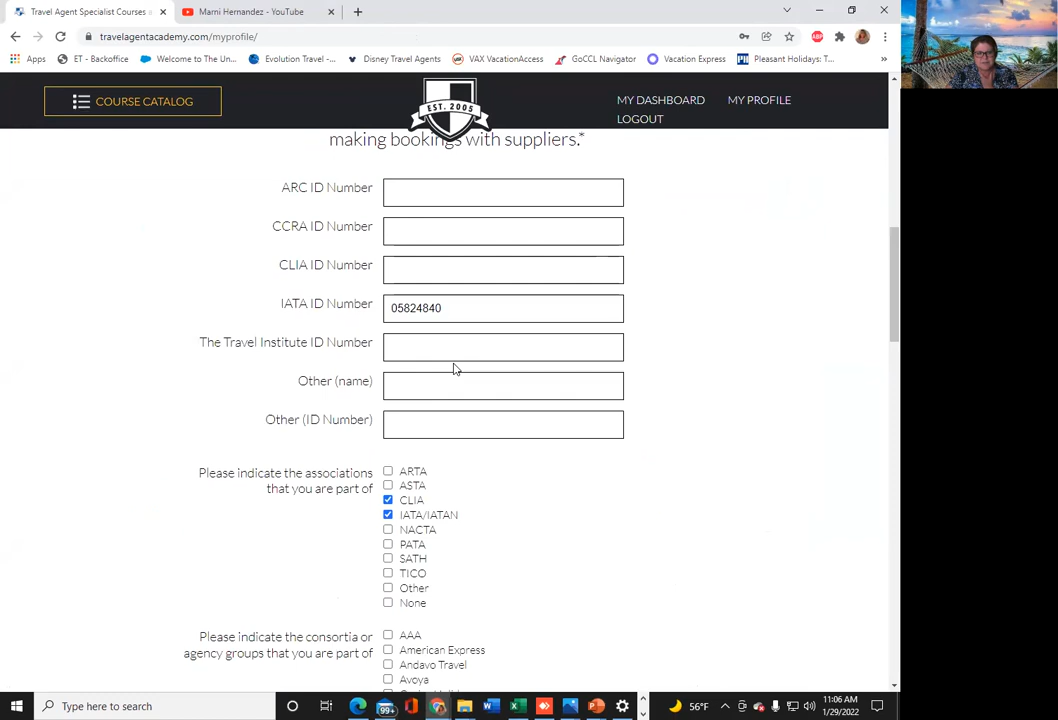 Travel Agent Specialist Courses
Marni Hernandez - YouTube
travelagentacademy.com/myprofile/
ABP
Apps
ET - Backoffice
Welcome to The Un...
Evolution Travel -...
Disney Travel Agents
VAX VacationAccess
GoCCL Navigator
Vacation Express
Pleasant Holidays: T...
COURSE CATALOG
EST. 2005
MY DASHBOARD
MY PROFILE
LOGOUT
making bookings with suppliers.*
ARC ID Number
CCRA ID Number
CLIA ID Number
IATA ID Number
05824840
The Travel Institute ID Number
Other (name)
Other (ID Number)
Please indicate the associations
that you are part of
ARTA
ASTA
CLIA
IATA/IATAN
NACTA
PATA
SATH
TICO
Other
None
Please indicate the consortia or
agency groups that you are part of
AAA
American Express
Andavo Travel
Avoya
Type here to search
99+
56°F
11:06 AM
1/29/2022